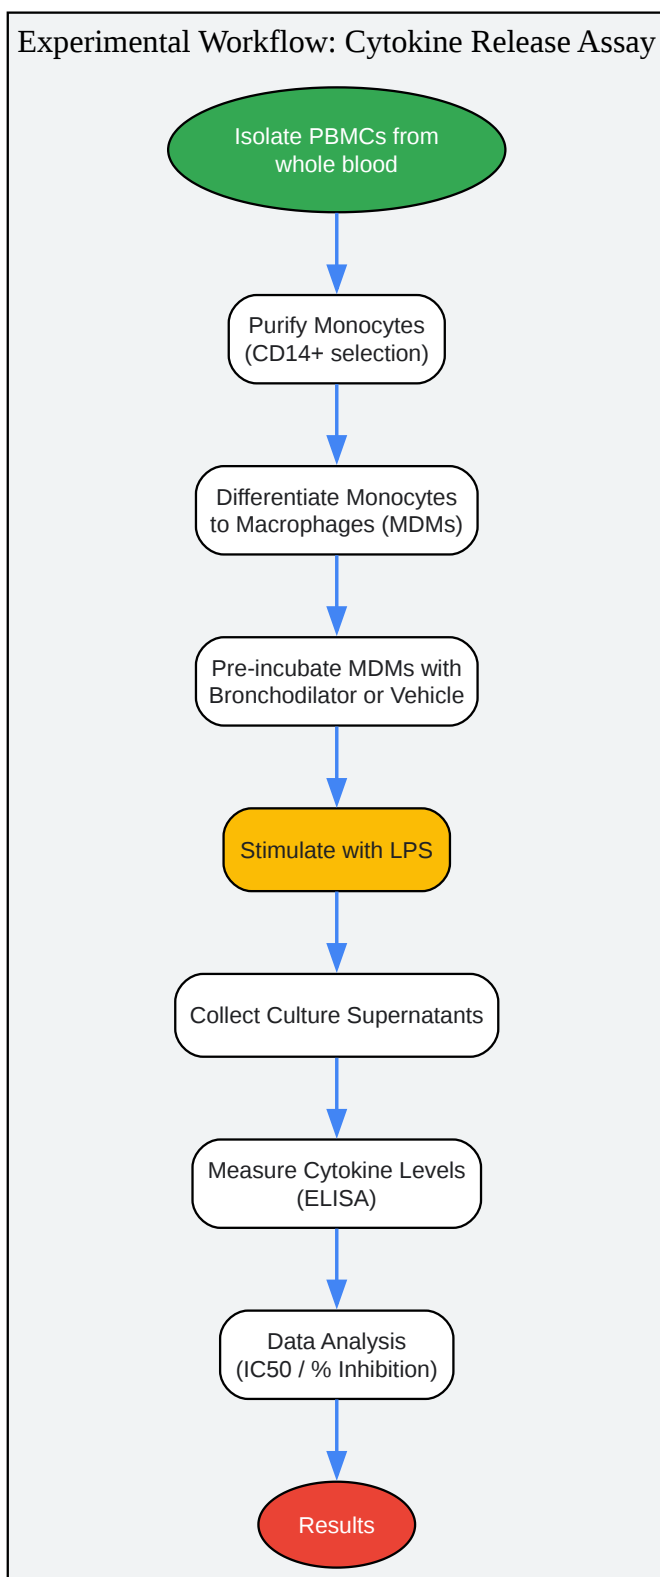 Experimental Workflow: Cytokine Release Assay
Isolate PBMCs from
whole blood
Purify Monocytes
(CD14+ selection)
Differentiate Monocytes
to Macrophages (MDMs)
Pre-incubate MDMs with
Bronchodilator or Vehicle
Stimulate with LPS
Collect Culture Supernatants
Measure Cytokine Levels
(ELISA)
Data Analysis
(IC50 / % Inhibition)
Results